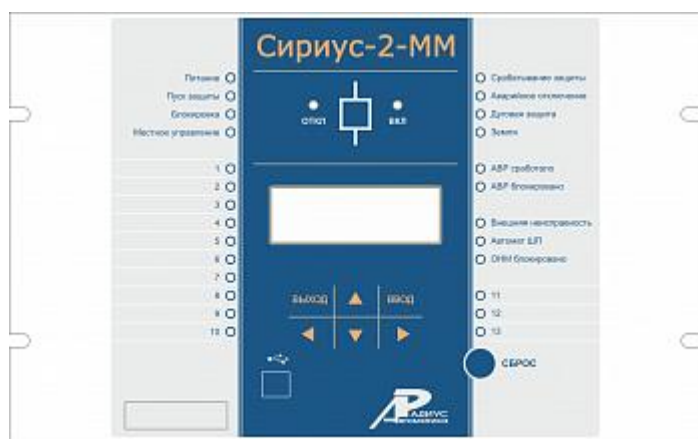 Сириус-2-ММ
Питание
Пуск защиты
Блокировка
Местное управление
1
2
3
4
5
6
7
8
9
10
ОТКЛ
ВКЛ
ВЫХОД
ВВОД
Срабатывание защиты
Аварийное отключение
Дуговая защита
Земля
АВР сработало
АВР блокировано
Внешняя неисправность
Автомат ШП
ОНМ блокировано
11
12
13
СБРОС
РАДИУС
Автоматика